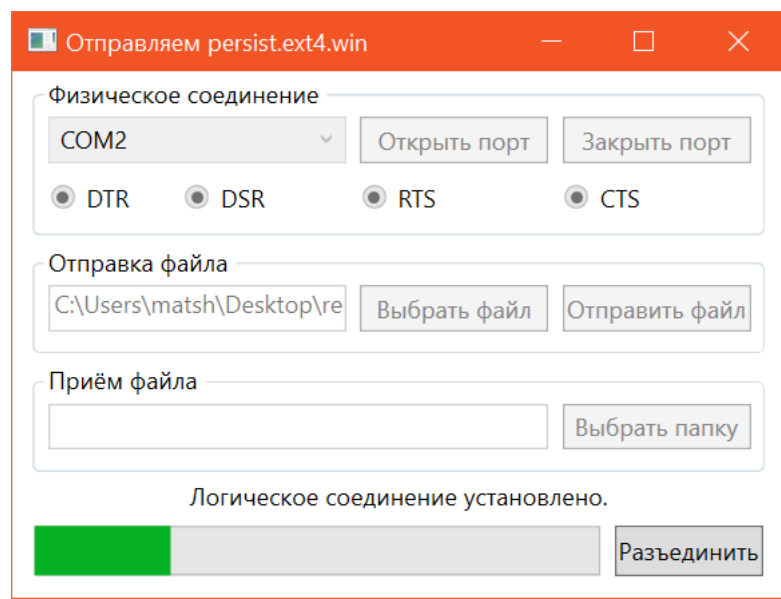 Отправляем persist.ext4.win
Физическое соединение
COM2
Открыть порт
Закрыть порт
DTR
DSR
RTS
CTS
Отправка файла
C:\Users\matsh\Desktop\re
Выбрать файл
Отправить файл
Приём файла
Выбрать папку
Логическое соединение установлено.
Разъединить